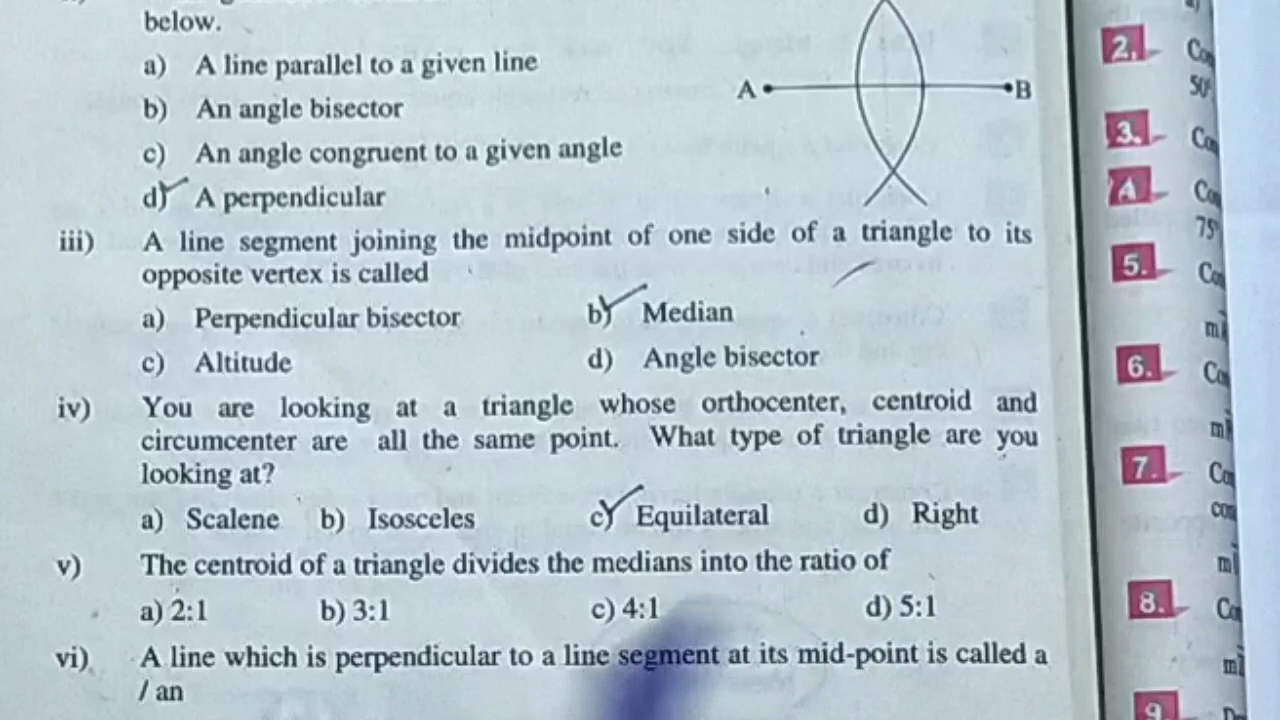 below.
a) A line parallel to a given line
b) An angle bisector
c) An angle congruent to a given angle
d) A perpendicular
A B
iii) A line segment joining the midpoint of one side of a triangle to its
opposite vertex is called
a) Perpendicular bisector b) Median
c) Altitude d) Angle bisector
iv) You are looking at a triangle whose orthocenter, centroid and
circumcenter are all the same point. What type of triangle are you
looking at?
a) Scalene b) Isosceles c) Equilateral d) Right
v) The centroid of a triangle divides the medians into the ratio of
a) 2:1 b) 3:1 c) 4:1 d) 5:1
vi) A line which is perpendicular to a line segment at its mid-point is called a
/ an
2.
50°
3.
4.
75°
5.
6.
7.
8.
9.